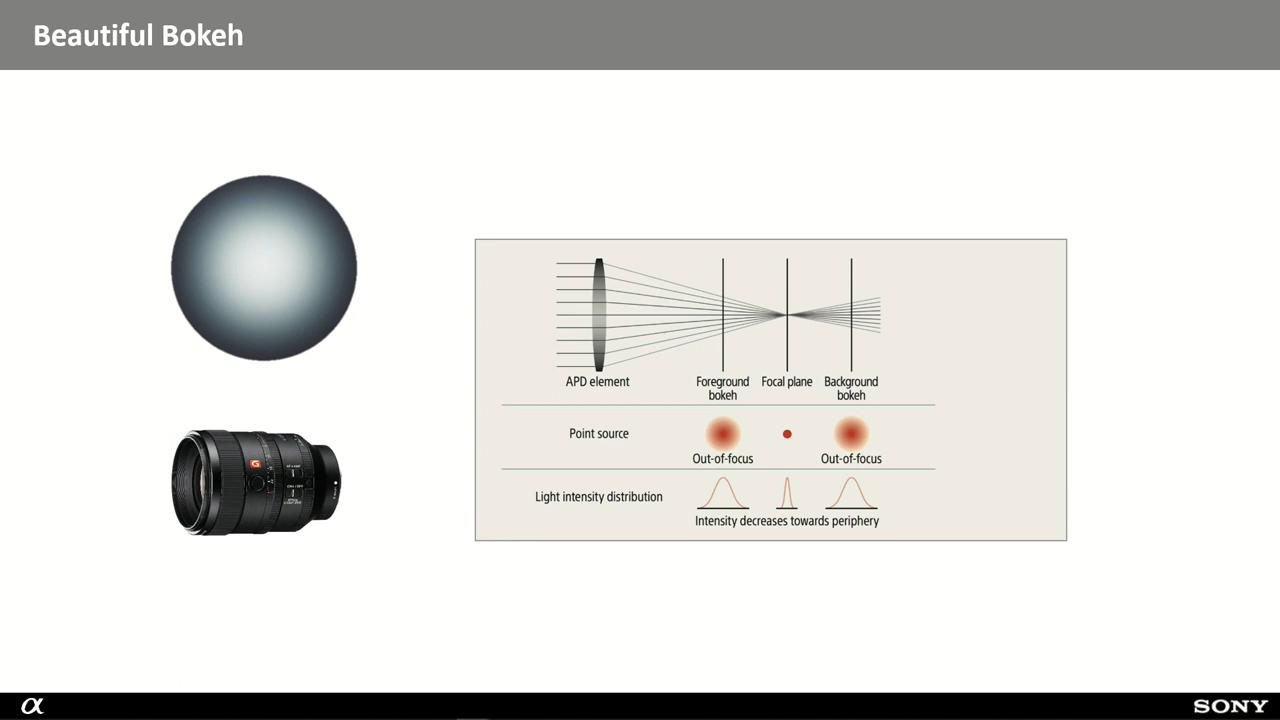 Beautiful Bokeh
G
APD element
Foreground
bokeh
Focal plane
Background
bokeh
Point source
Out-of-focus
Out-of-focus
Light intensity distribution
Intensity decreases towards periphery
α
SONY